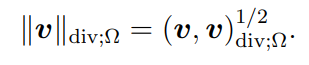 ‖𝒗‖div;Ω = (𝒗, 𝒗)^{1/2}_{div;Ω}.